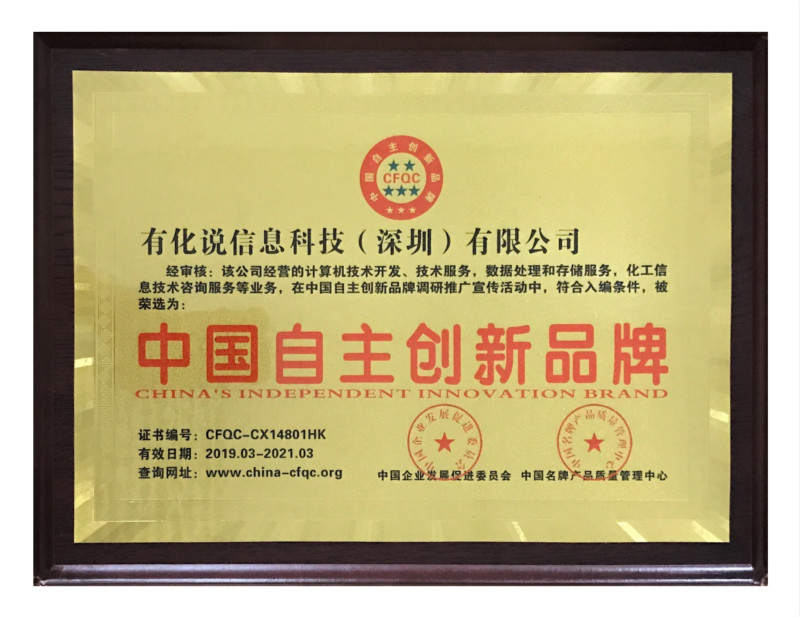 中国自主创新品牌
CFQC
有化说信息科技（深圳）有限公司
经审核：该公司经营的计算机技术开发、技术服务，数据处理和存储服务，化工信
息技术咨询服务等业务，在中国自主创新品牌调研推广宣传活动中，符合入编条件，被
荣选为：
中国自主创新品牌
CHINA'S INDEPENDENT INNOVATION BRAND
证书编号：CFQC-CX14801HK
有效日期：2019.03-2021.03
查询网址：www.china-cfqc.org
中国企业发展促进委员会
中国名牌产品质量管理中心
中国企业发展促进委员会 中国名牌产品质量管理中心